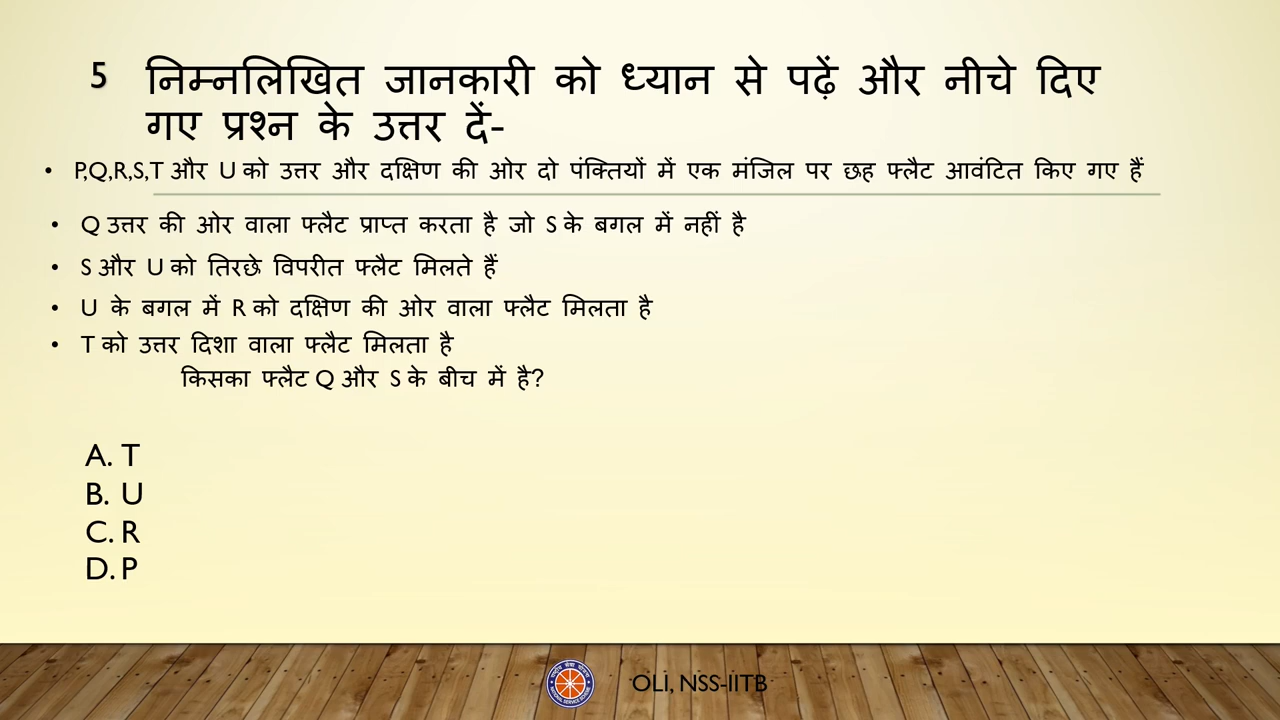 5 निम्नलिखित जानकारी को ध्यान से पढ़ें और नीचे दिए
गए प्रश्न के उत्तर दें-
• P,Q,R,S,T और U को उत्तर और दक्षिण की ओर दो पंक्तियों में एक मंजिल पर छह फ्लैट आवंटित किए गए हैं
• Q उत्तर की ओर वाला फ्लैट प्राप्त करता है जो S के बगल में नहीं है
• S और U को तिरछे विपरीत फ्लैट मिलते हैं
• U के बगल में R को दक्षिण की ओर वाला फ्लैट मिलता है
• T को उत्तर दिशा वाला फ्लैट मिलता है
किसका फ्लैट Q और S के बीच में है?
A. T
B. U
C. R
D. P
OLI, NSS-IITB